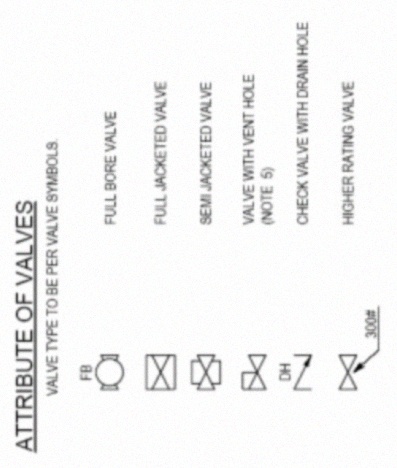 ATTRIBUTE OF VALVES
VALVE TYPE TO BE PER VALVE SYMBOLS.
FB FULL BORE VALVE
FULL JACKETED VALVE
SEMI JACKETED VALVE
VALVE WITH VENT HOLE
(NOTE 5)
DH CHECK VALVE WITH DRAIN HOLE
HIGHER RATING VALVE
300#